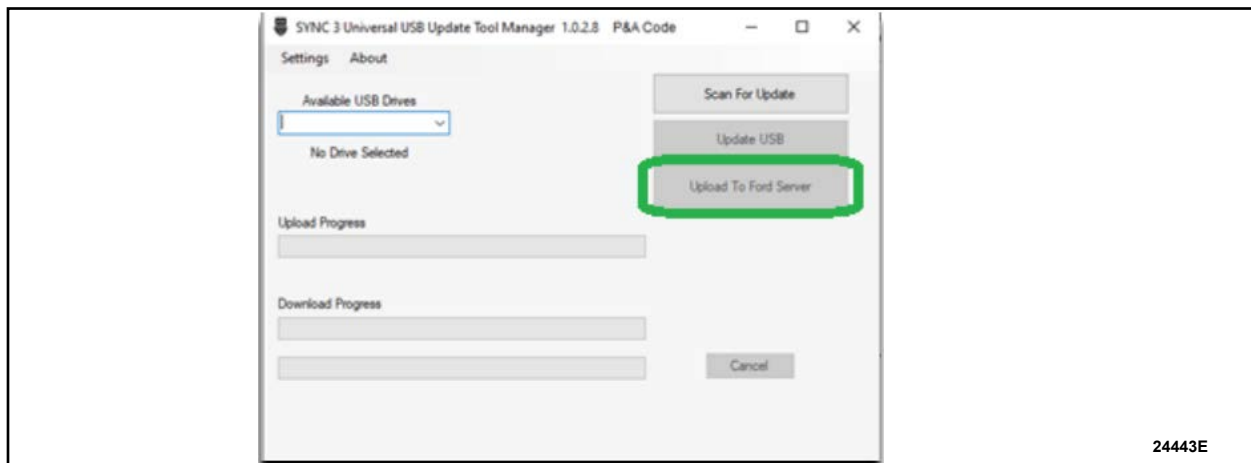 SYNC 3 Universal USB Update Tool Manager 1.0.2.8 P&A Code
Settings About
Available USB Drives
No Drive Selected
Scan For Update
Update USB
Upload To Ford Server
Upload Progress
Download Progress
Cancel
24443E